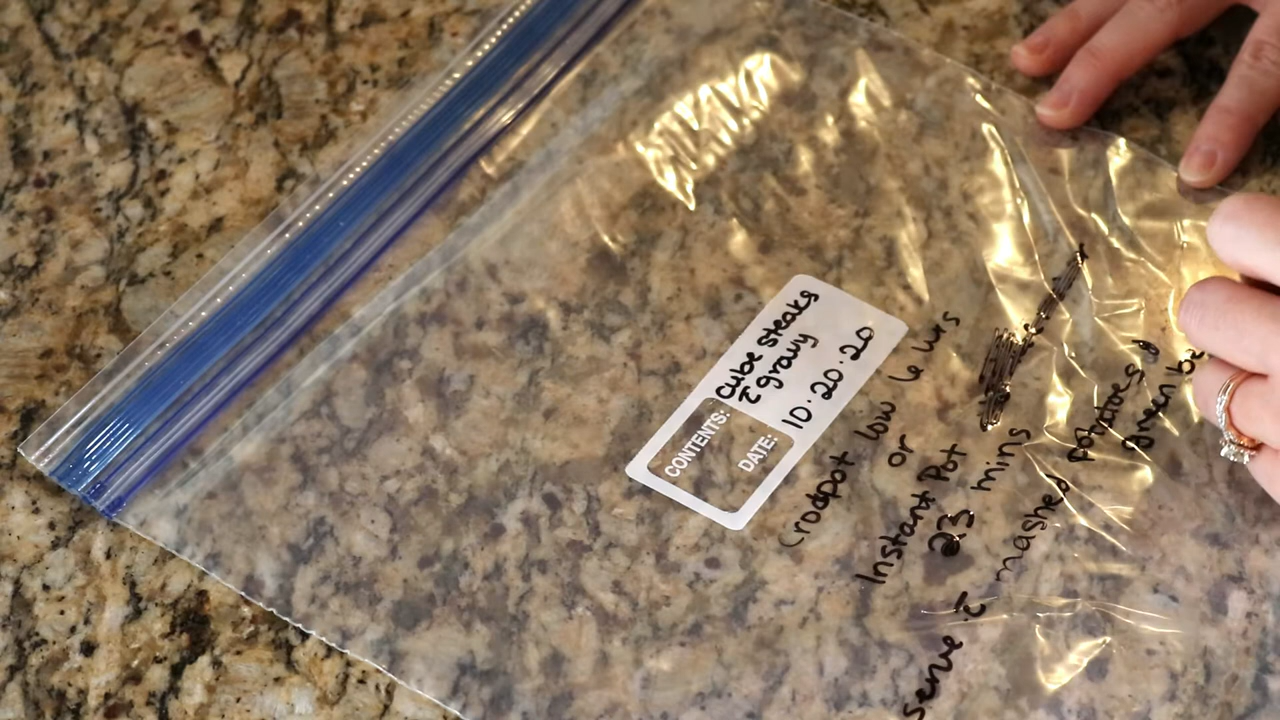 CONTENTS: Cube steaks
c̄ gravy
DATE: 10.20.20
Crockpot low 6 hrs
or
Instant Pot
23 mins
serve c̄ mashed potatoes
green